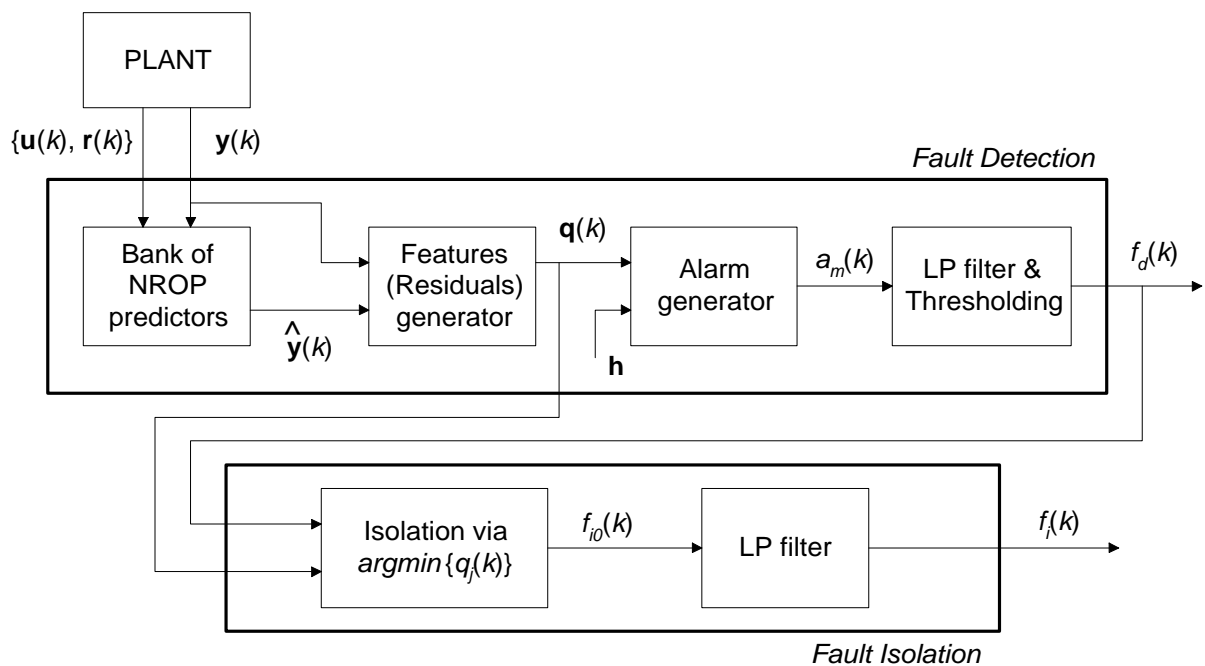 PLANT
{u(k), r(k)}
y(k)
Fault Detection
Bank of
NROP
predictors
ŷ(k)
Features
(Residuals)
generator
q(k)
h
Alarm
generator
a_m(k)
LP filter &
Thresholding
f_d(k)
Isolation via
argmin{q_j(k)}
f_i0(k)
LP filter
f_i(k)
Fault Isolation